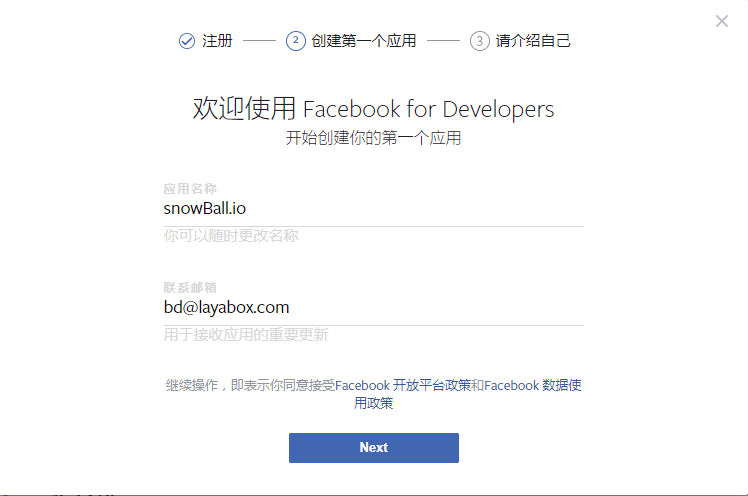 注册 2 创建第一个应用 3 请介绍自己
欢迎使用 Facebook for Developers
开始创建你的第一个应用
应用名称
snowBall.io
你可以随时更改名称
联系邮箱
bd@layabox.com
用于接收应用的重要更新
继续操作，即表示你同意接受Facebook 开放平台政策和Facebook 数据使
用政策
Next